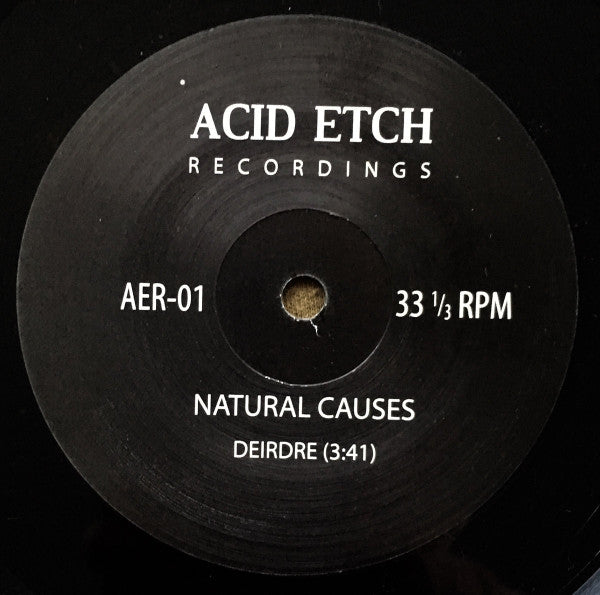 ACID ETCH
RECORDINGS
AER-01
33 ⅓ RPM
NATURAL CAUSES
DEIRDRE (3:41)